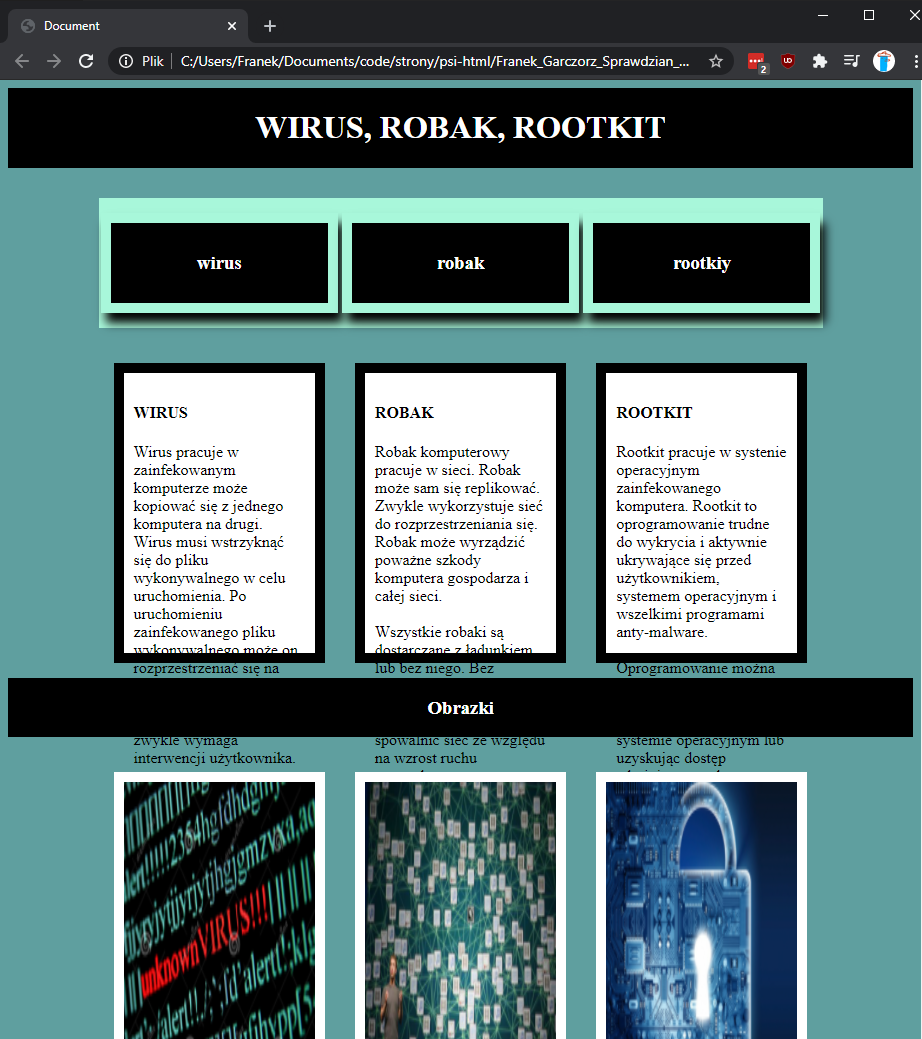 Document
Plik
C:/Users/Franek/Documents/code/strony/psi-html/Franek_Garczorz_Sprawdzian_...
2
WIRUS, ROBAK, ROOTKIT
wirus
robak
rootkiy
WIRUS
Wirus pracuje w
zainfekowanym
komputerze może
kopiować się z jednego
komputera na drugi.
Wirus musi wstrzyknąć
się do pliku
wykonywalnego w celu
uruchomienia. Po
uruchomieniu
zainfekowanego pliku
wykonywalnego może on
rozprzestrzeniać się na
zwykle wymaga
interwencji użytkownika.
ROBAK
Robak komputerowy
pracuje w sieci. Robak
może sam się replikować.
Zwykle wykorzystuje sieć
do rozprzestrzeniania się.
Robak może wyrządzić
poważne szkody
komputera gospodarza i
całej sieci.
Wszystkie robaki są
dostarczane z ładunkiem
lub bez niego. Bez
spowalnić sieć ze względu
na wzrost ruchu
ROOTKIT
Rootkit pracuje w systenie
operacyjnym
zainfekowanego
komputera. Rootkit to
oprogramowanie trudne
do wykrycia i aktywnie
ukrywające się przed
użytkownikiem,
systemem operacyjnym i
wszelkimi programami
anty-malware.
Oprogramowanie można
systemie operacyjnym lub
uzyskując dostęp
Obrazki
unknownVIRUS!!!